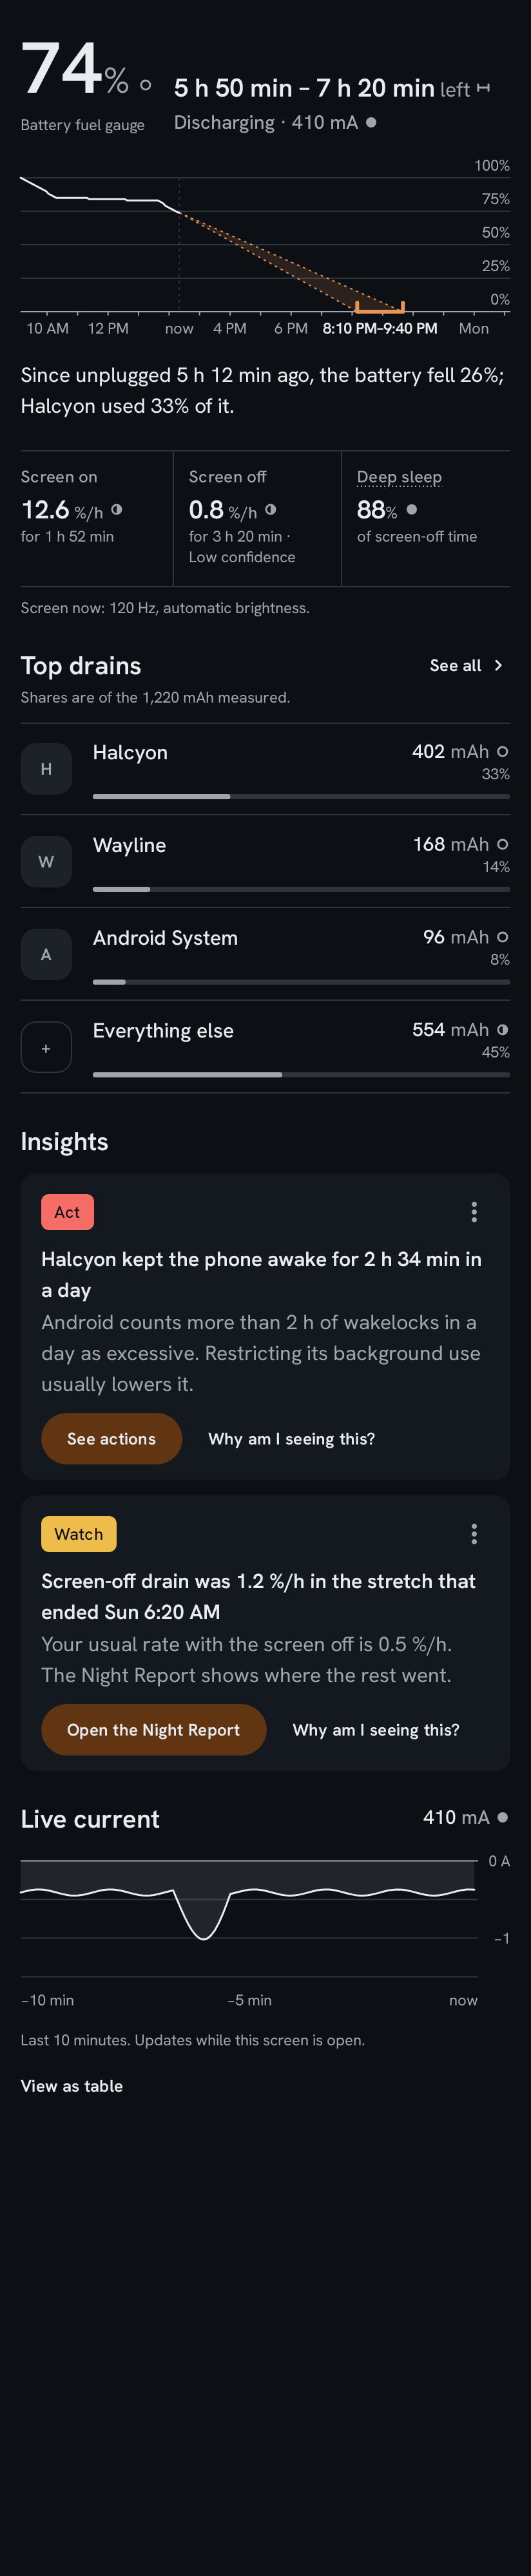 74%
5 h 50 min – 7 h 20 min left
Battery fuel gauge
Discharging · 410 mA
100%
75%
50%
25%
0%
10 AM 12 PM now 4 PM 6 PM 8:10 PM–9:40 PM Mon
Since unplugged 5 h 12 min ago, the battery fell 26%;
Halcyon used 33% of it.
Screen on
12.6 %/h
for 1 h 52 min
Screen off
0.8 %/h
for 3 h 20 min ·
Low confidence
Deep sleep
88%
of screen-off time
Screen now: 120 Hz, automatic brightness.
Top drains
See all
Shares are of the 1,220 mAh measured.
H
Halcyon
402 mAh
33%
W
Wayline
168 mAh
14%
A
Android System
96 mAh
8%
+
Everything else
554 mAh
45%
Insights
Act
Halcyon kept the phone awake for 2 h 34 min in
a day
Android counts more than 2 h of wakelocks in a
day as excessive. Restricting its background use
usually lowers it.
See actions
Why am I seeing this?
Watch
Screen-off drain was 1.2 %/h in the stretch that
ended Sun 6:20 AM
Your usual rate with the screen off is 0.5 %/h.
The Night Report shows where the rest went.
Open the Night Report
Why am I seeing this?
Live current
410 mA
0 A
−1
−10 min
−5 min
now
Last 10 minutes. Updates while this screen is open.
View as table